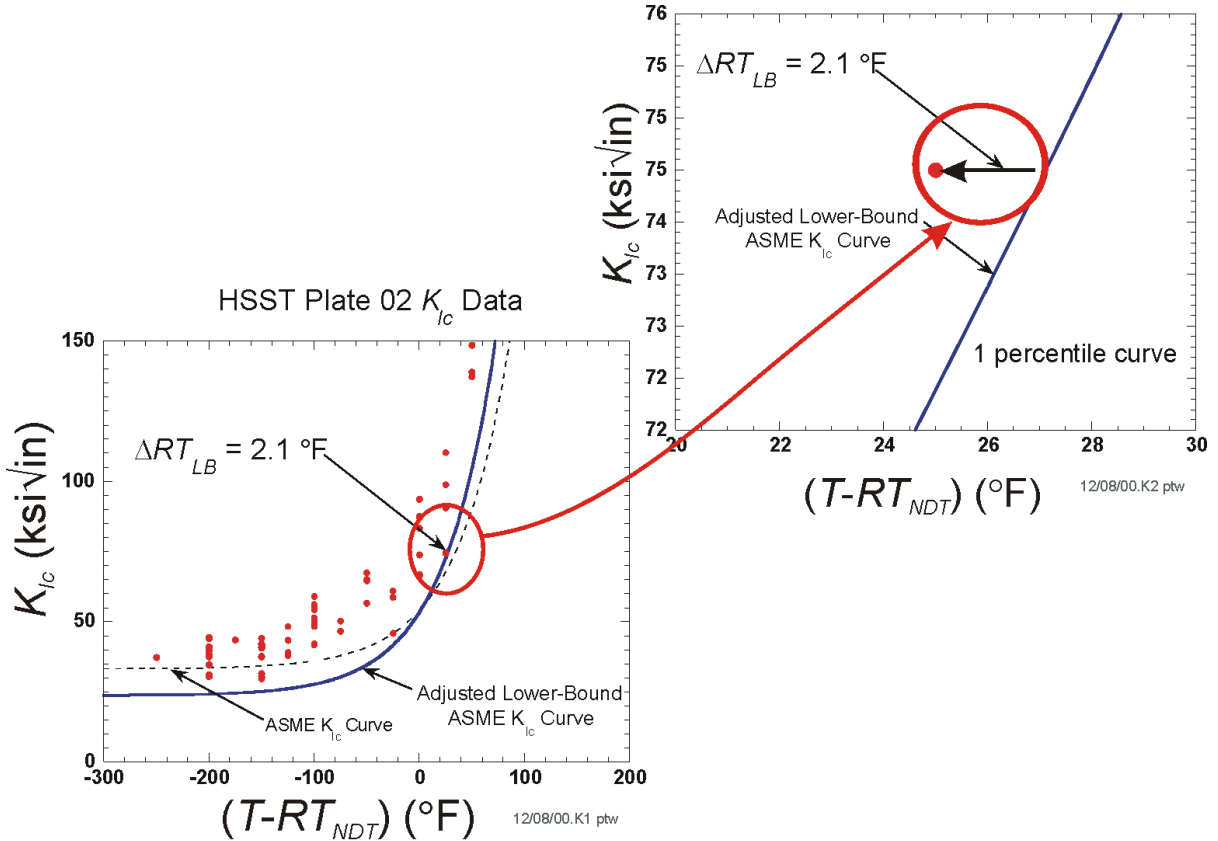 76
75
75
75
74
73
73
72
72
20
22
24
26
28
30
K_Ic (ksi√in)
ΔRT_LB = 2.1 °F
Adjusted Lower-Bound
ASME K_Ic Curve
1 percentile curve
(T-RT_NDT) (°F)
12/08/00.K2 ptw
HSST Plate 02 K_Ic Data
150
100
50
0
-300
-200
-100
0
100
200
K_Ic (ksi√in)
ΔRT_LB = 2.1 °F
ASME K_Ic Curve
Adjusted Lower-Bound
ASME K_Ic Curve
(T-RT_NDT) (°F)
12/08/00.K1 ptw